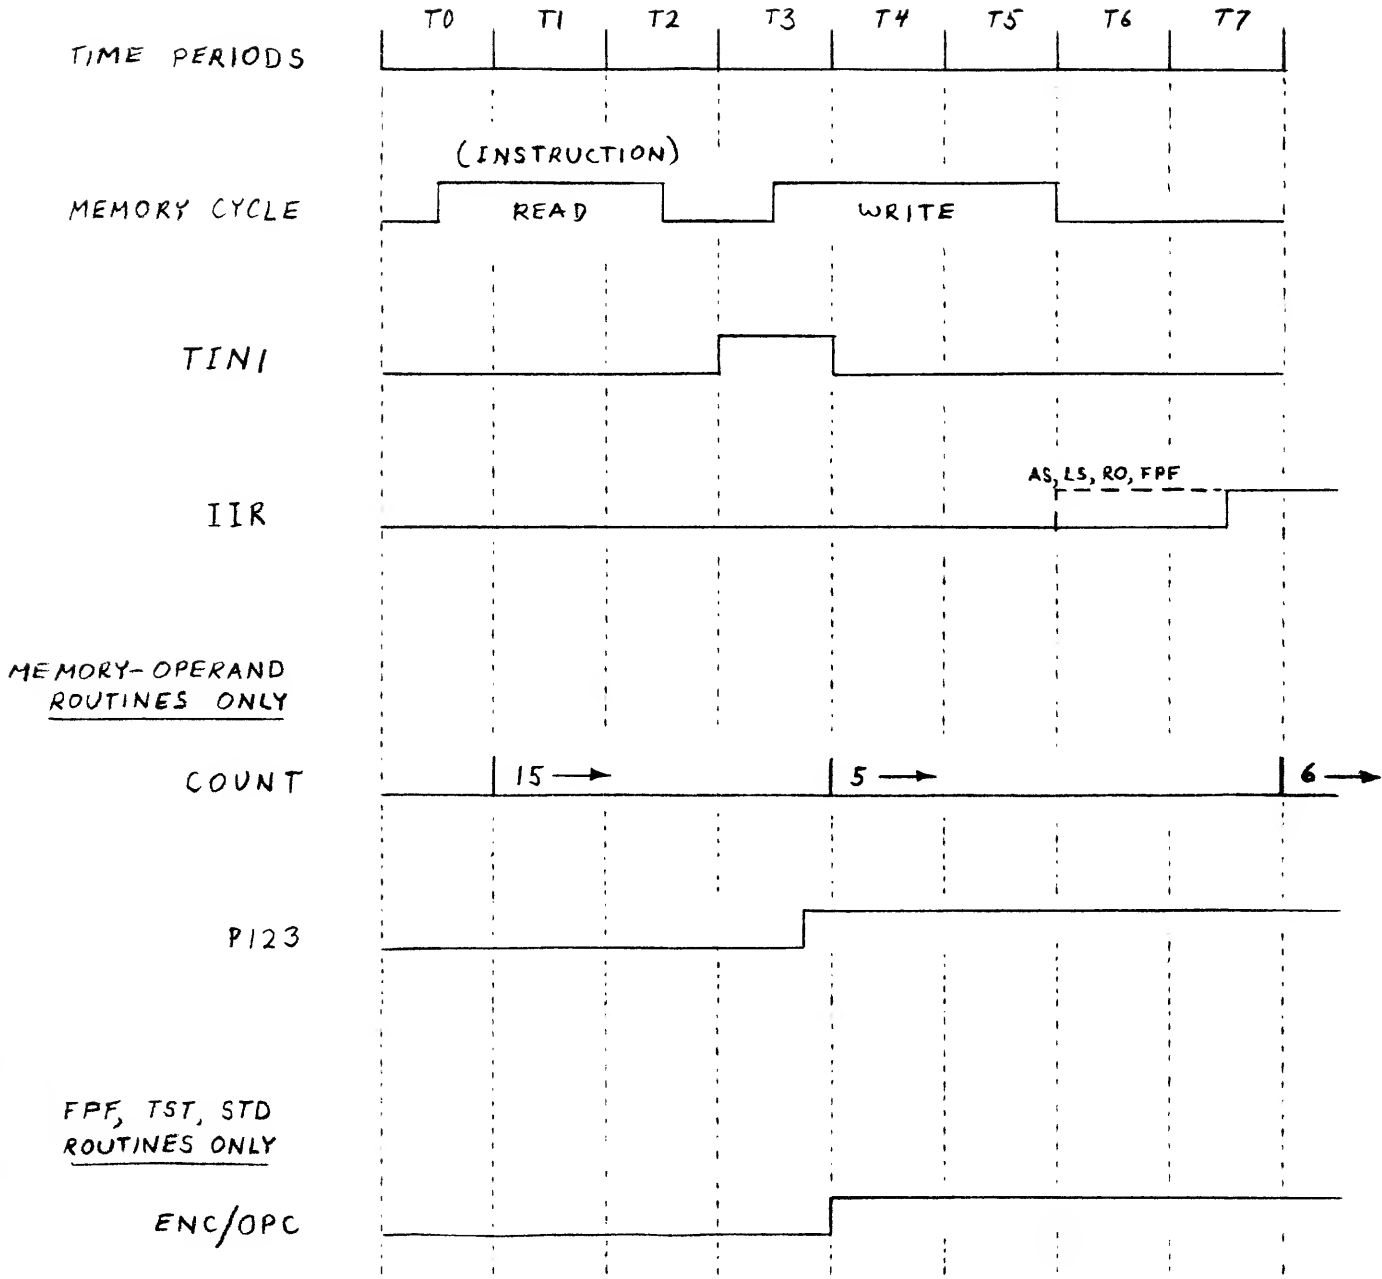 T0 T1 T2 T3 T4 T5 T6 T7
TIME PERIODS
(INSTRUCTION)
MEMORY CYCLE READ WRITE
TIN1
AS, LS, RO, FPF
IIR
MEMORY-OPERAND
ROUTINES ONLY
COUNT 15 → 5 → 6 →
P123
FPF, TST, STD
ROUTINES ONLY
ENC/OPC